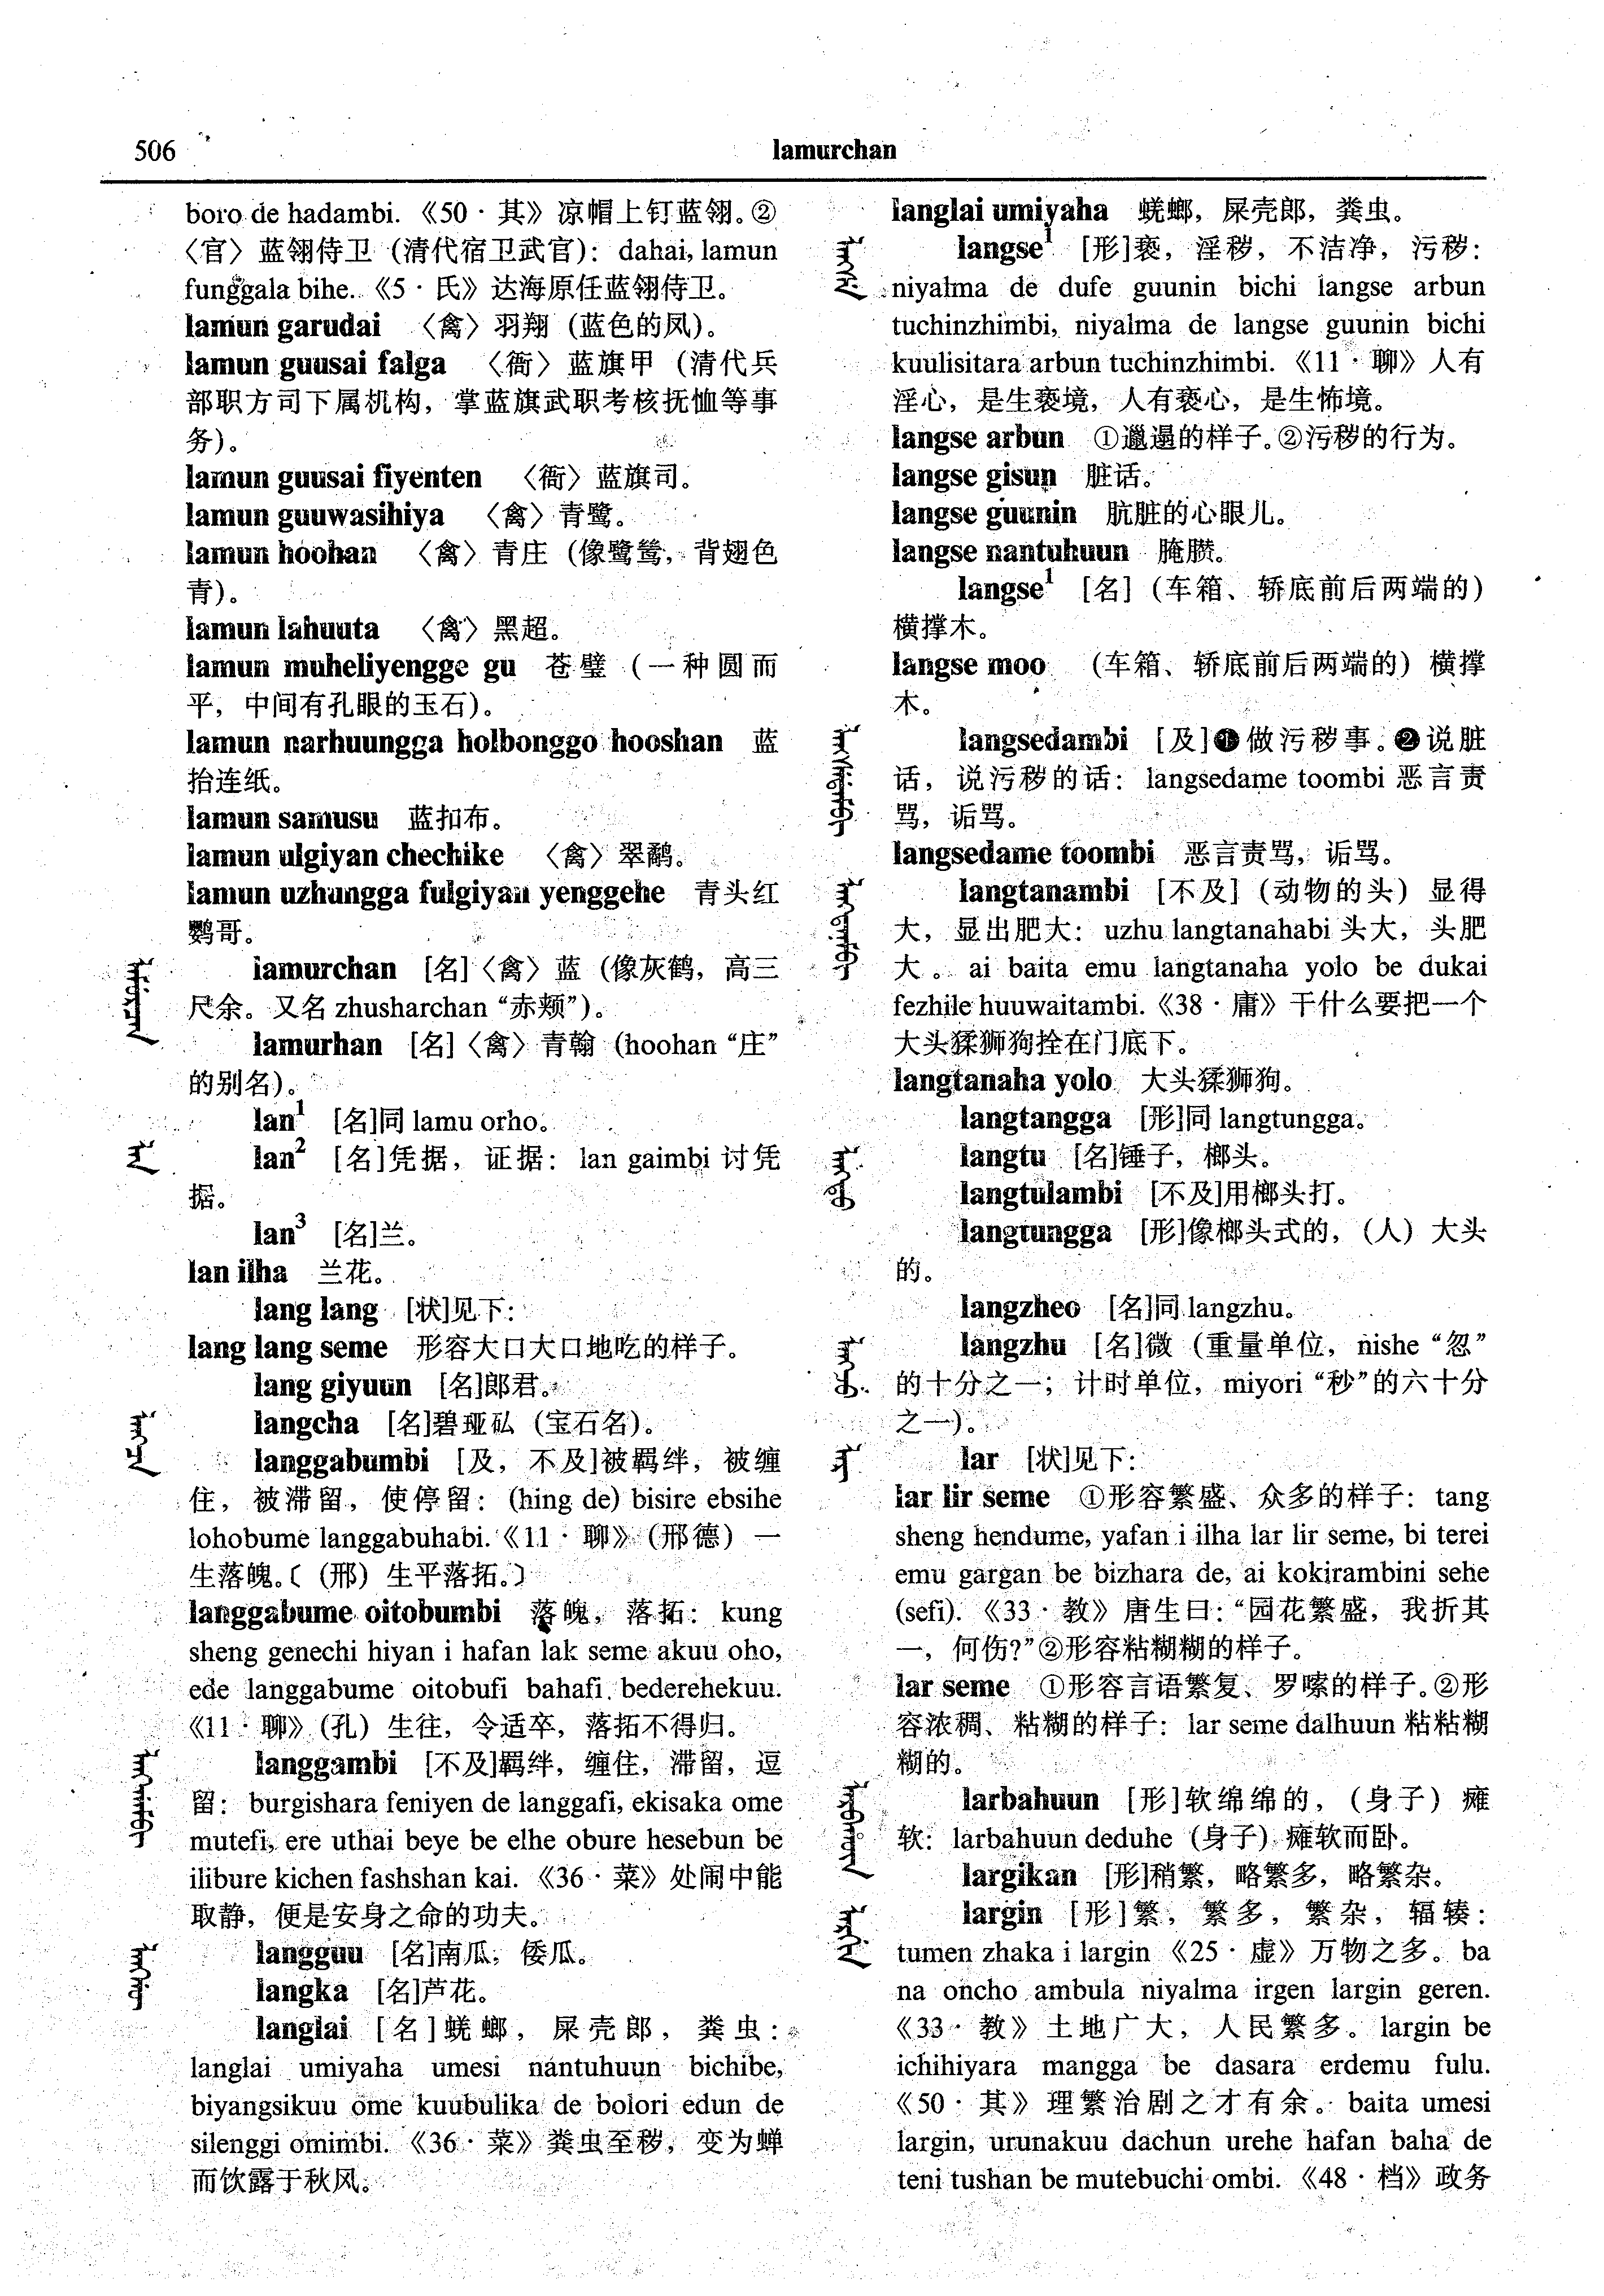 506
lamurchan
boro de hadambi.《50·其》凉帽上钉蓝翎。②
〈官〉蓝翎侍卫（清代宿卫武官）：dahai, lamun
funggala bihe.《5·氏》达海原任蓝翎侍卫。
lamun garudai 〈禽〉羽翔（蓝色的凤）。
lamun guusai falga 〈衙〉蓝旗甲（清代兵
部职方司下属机构，掌蓝旗武职考核抚恤等事
务）。
lamun guusai fiyenten 〈衙〉蓝旗司。
lamun guuwasihiya 〈禽〉青鹭。
lamun hoohan 〈禽〉青庄（像鹭鸶，背翅色
青）。
lamun lahuuta 〈禽〉黑超。
lamun muheliyengge gu 苍璧（一种圆而
平，中间有孔眼的玉石）。
lamun narhuungga holbonggo hooshan 蓝
抬连纸。
lamun samusu 蓝扣布。
lamun ulgiyan chechike 〈禽〉翠鹬。
lamun uzhungga fulgiyan yenggehe 青头红
鹦哥。
lamurchan [名]〈禽〉蓝（像灰鹤，高三
尺余。又名 zhusharchan “赤颊”）。
lamurhan [名]〈禽〉青翰（hoohan “庄”
的别名）。
lan¹ [名]同 lamu orho。
lan² [名]凭据，证据：lan gaimbi 讨凭
据。
lan³ [名]兰。
lan ilha 兰花。
lang lang [状]见下：
lang lang seme 形容大口大口地吃的样子。
lang giyuun [名]郎君。
langcha [名]碧玡𤥭（宝石名）。
langgabumbi [及，不及]被羁绊，被缠
住，被滞留，使停留：(hing de) bisire ebsihe
lohobume langgabuhabi.《11·聊》（邢德）一
生落魄。〔（邢）生平落拓。〕
langgabume oitobumbi 落魄，落拓：kung
sheng genechi hiyan i hafan lak seme akuu oho,
ede langgabume oitobufi bahafi bederehekuu.
《11·聊》（孔）生往，令适卒，落拓不得归。
langgambi [不及]羁绊，缠住，滞留，逗
留：burgishara feniyen de langgafi, ekisaka ome
mutefi, ere uthai beye be elhe obure hesebun be
ilibure kichen fashshan kai.《36·菜》处闹中能
取静，便是安身之命的功夫。
langguu [名]南瓜，倭瓜。
langka [名]芦花。
langlai [名]蜣螂，屎壳郎，粪虫：
langlai umiyaha umesi nantuhuun bichibe,
biyangsikuu ome kuubulika de bolori edun de
silenggi omimbi.《36·菜》粪虫至秽，变为蝉
而饮露于秋风。
langlai umiyaha 蜣螂，屎壳郎，粪虫。
langse¹ [形]亵，淫秽，不洁净，污秽：
niyalma de dufe guunin bichi langse arbun
tuchinzhimbi, niyalma de langse guunin bichi
kuulisitara arbun tuchinzhimbi.《11·聊》人有
淫心，是生亵境，人有亵心，是生怖境。
langse arbun ①邋遢的样子。②污秽的行为。
langse gisun 脏话。
langse guunin 肮脏的心眼儿。
langse nantuhuun 腌臜。
langse¹ [名]（车箱、轿底前后两端的）
横撑木。
langse moo （车箱、轿底前后两端的）横撑
木。
langsedambi [及]❶做污秽事。❷说脏
话，说污秽的话：langsedame toombi 恶言责
骂，诟骂。
langsedame toombi 恶言责骂，诟骂。
langtanambi [不及]（动物的头）显得
大，显出肥大：uzhu langtanahabi 头大，头肥
大。ai baita emu langtanaha yolo be dukai
fezhile huuwaitambi.《38·庸》干什么要把一个
大头猱狮狗拴在门底下。
langtanaha yolo 大头猱狮狗。
langtangga [形]同 langtungga。
langtu [名]锤子，榔头。
langtulambi [不及]用榔头打。
langtungga [形]像榔头式的，（人）大头
的。
langzheo [名]同 langzhu。
langzhu [名]微（重量单位，nishe “忽”
的十分之一；计时单位，miyori “秒”的六十分
之一）。
lar [状]见下：
lar lir seme ①形容繁盛、众多的样子：tang
sheng hendume, yafan i ilha lar lir seme, bi terei
emu gargan be bizhara de, ai kokirambini sehe
(sefi).《33·教》唐生曰：“园花繁盛，我折其
一，何伤？”②形容粘糊糊的样子。
lar seme ①形容言语繁复、罗嗦的样子。②形
容浓稠、粘糊的样子：lar seme dalhuun 粘粘糊
糊的。
larbahuun [形]软绵绵的，（身子）瘫
软：larbahuun deduhe（身子）瘫软而卧。
largikan [形]稍繁，略繁多，略繁杂。
largin [形]繁，繁多，繁杂，辐辏：
tumen zhaka i largin《25·虚》万物之多。ba
na oncho ambula niyalma irgen largin geren.
《33·教》土地广大，人民繁多。largin be
ichihiyara mangga be dasara erdemu fulu.
《50·其》理繁治剧之才有余。baita umesi
largin, urunakuu dachun urehe hafan baha de
teni tushan be mutebuchi ombi.《48·档》政务